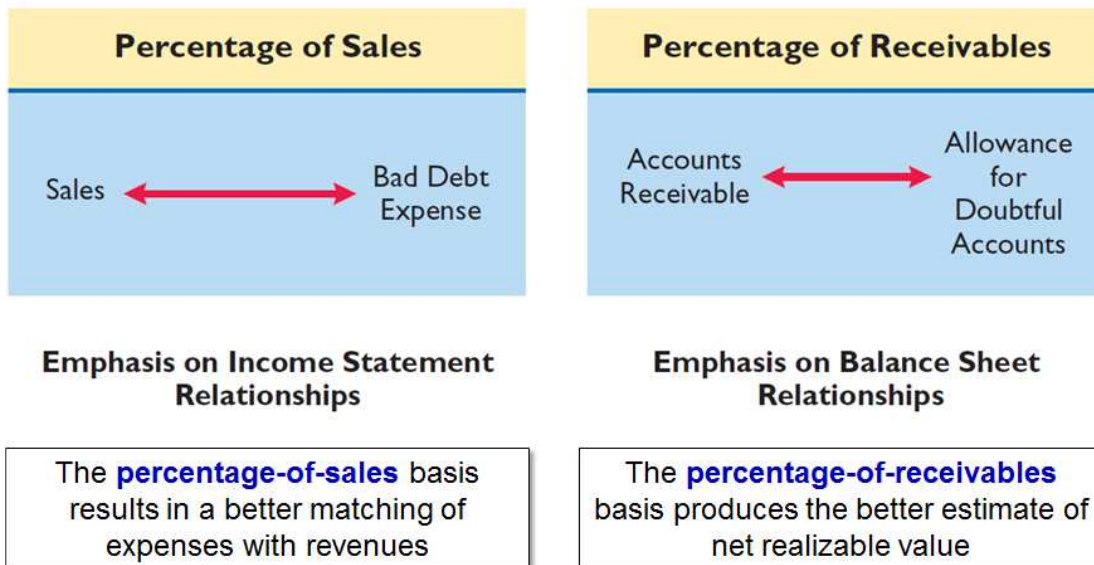 Percentage of Sales
Sales
Bad Debt
Expense
Emphasis on Income Statement
Relationships
The percentage-of-sales basis
results in a better matching of
expenses with revenues
Percentage of Receivables
Accounts
Receivable
Allowance
for
Doubtful
Accounts
Emphasis on Balance Sheet
Relationships
The percentage-of-receivables
basis produces the better estimate of
net realizable value